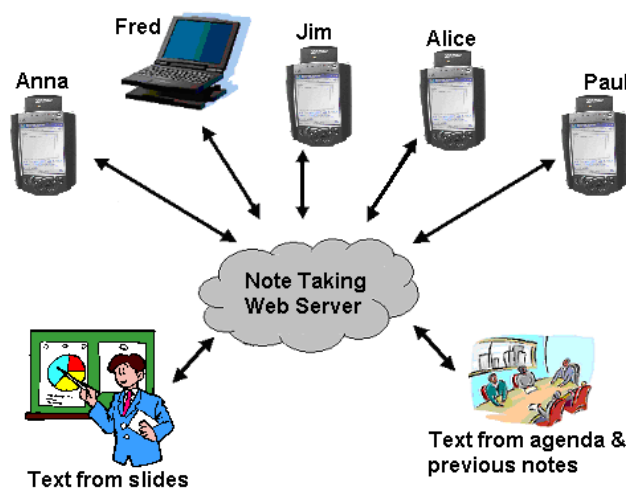 Fred
Jim
Alice
Anna
Paul
Note Taking
Web Server
Text from slides
Text from agenda &
previous notes